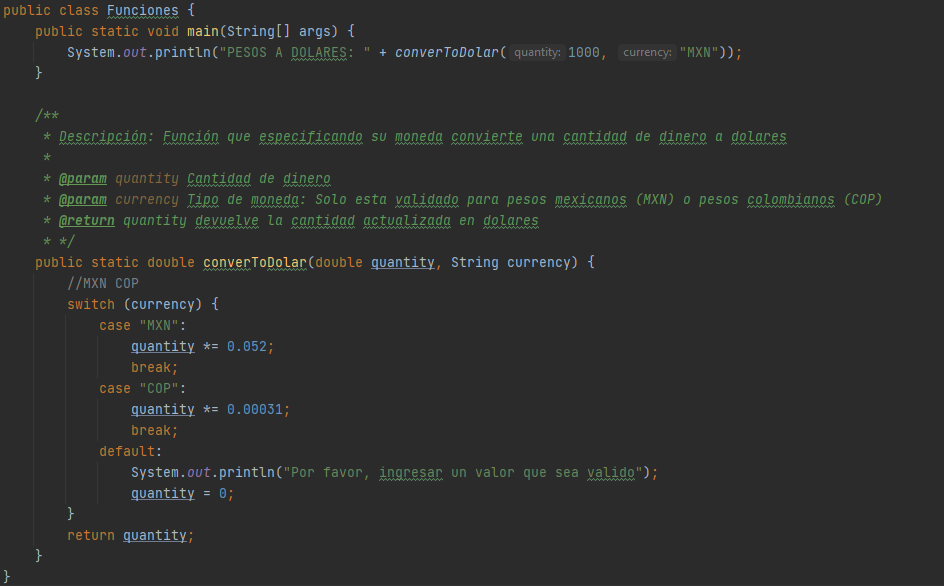 public class Funciones {
    public static void main(String[] args) {
        System.out.println("PESOS A DOLARES: " + converToDolar( quantity: 1000, currency: "MXN"));
    }

    /**
     * Descripción: Función que especificando su moneda convierte una cantidad de dinero a dolares
     *
     * @param quantity Cantidad de dinero
     * @param currency Tipo de moneda: Solo esta validado para pesos mexicanos (MXN) o pesos colombianos (COP)
     * @return quantity devuelve la cantidad actualizada en dolares
     * */
    public static double converToDolar(double quantity, String currency) {
        //MXN COP
        switch (currency) {
            case "MXN":
                quantity *= 0.052;
                break;
            case "COP":
                quantity *= 0.00031;
                break;
            default:
                System.out.println("Por favor, ingresar un valor que sea valido");
                quantity = 0;
        }
        return quantity;
    }
}